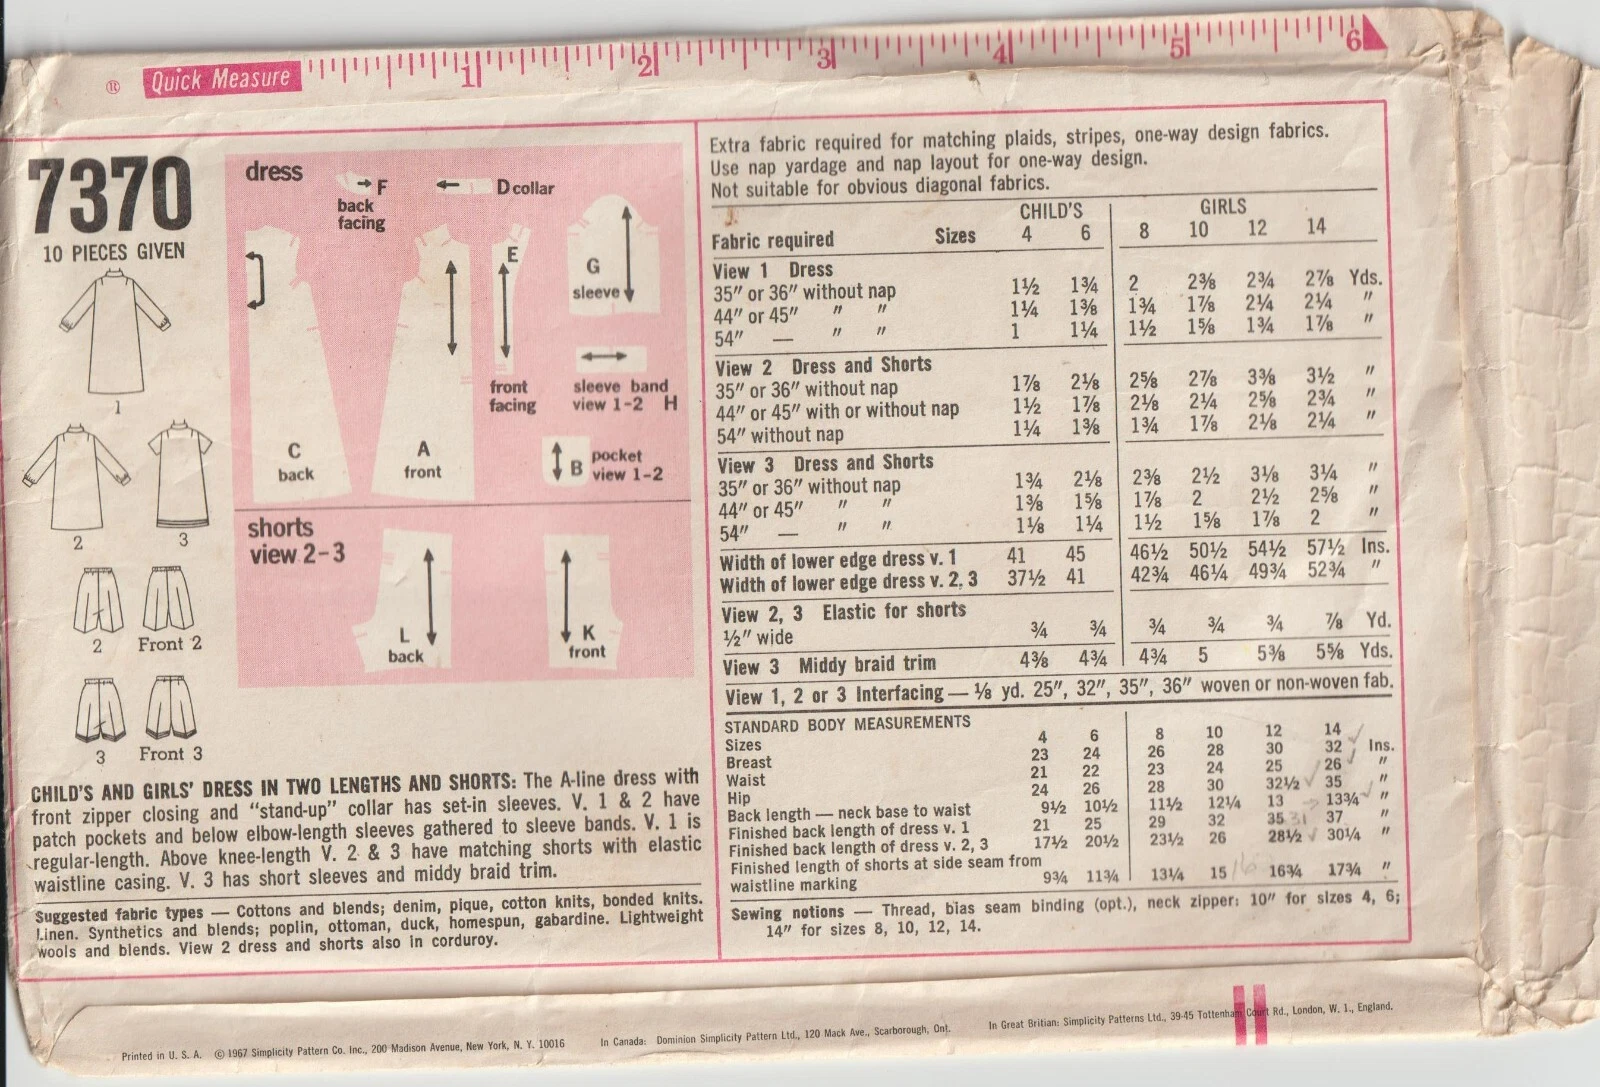 ® Quick Measure 1 2 3 4 5 6
7370
10 PIECES GIVEN
1
2 3
2 Front 2
3 Front 3
dress
F
back
facing
D collar
E
front
facing
G
sleeve
sleeve band
view 1-2 H
B pocket
view 1-2
C
back
A
front
shorts
view 2-3
L
back
K
front
CHILD'S AND GIRLS' DRESS IN TWO LENGTHS AND SHORTS: The A-line dress with
front zipper closing and "stand-up" collar has set-in sleeves. V. 1 & 2 have
patch pockets and below elbow-length sleeves gathered to sleeve bands. V. 1 is
regular-length. Above knee-length V. 2 & 3 have matching shorts with elastic
waistline casing. V. 3 has short sleeves and middy braid trim.
Suggested fabric types — Cottons and blends; denim, pique, cotton knits, bonded knits.
Linen. Synthetics and blends; poplin, ottoman, duck, homespun, gabardine. Lightweight
wools and blends. View 2 dress and shorts also in corduroy.
Extra fabric required for matching plaids, stripes, one-way design fabrics.
Use nap yardage and nap layout for one-way design.
Not suitable for obvious diagonal fabrics.
CHILD'S GIRLS
Fabric required Sizes 4 6 8 10 12 14
View 1 Dress
35" or 36" without nap 1½ 1¾ 2 2⅜ 2¾ 2⅞ Yds.
44" or 45" " " 1¼ 1⅜ 1¾ 1⅞ 2¼ 2¼ "
54" — " " 1 1¼ 1½ 1⅝ 1¾ 1⅞ "
View 2 Dress and Shorts
35" or 36" without nap 1⅞ 2⅛ 2⅝ 2⅞ 3⅜ 3½ "
44" or 45" with or without nap 1½ 1⅞ 2⅛ 2¼ 2⅝ 2¾ "
54" without nap 1¼ 1⅜ 1¾ 1⅞ 2⅛ 2¼ "
View 3 Dress and Shorts
35" or 36" without nap 1¾ 2⅛ 2⅜ 2½ 3⅛ 3¼ "
44" or 45" " " 1⅜ 1⅝ 1⅞ 2 2½ 2⅝ "
54" — " " 1⅛ 1¼ 1½ 1⅝ 1⅞ 2 "
Width of lower edge dress v. 1 41 45 46½ 50½ 54½ 57½ Ins.
Width of lower edge dress v. 2, 3 37½ 41 42¾ 46¼ 49¾ 52¾ "
View 2, 3 Elastic for shorts
½" wide ¾ ¾ ¾ ¾ ¾ ⅞ Yd.
View 3 Middy braid trim 4⅜ 4¾ 4¾ 5 5⅜ 5⅝ Yds.
View 1, 2 or 3 Interfacing — ⅛ yd. 25", 32", 35", 36" woven or non-woven fab.
STANDARD BODY MEASUREMENTS
Sizes 4 6 8 10 12 14
Breast 23 24 26 28 30 32 Ins.
Waist 21 22 23 24 25 26 "
Hip 24 26 28 30 32½ 35 "
Back length — neck base to waist 9½ 10½ 11½ 12¼ 13 13¾ "
Finished back length of dress v. 1 21 25 29 32 35 31 37 "
Finished back length of dress v. 2, 3 17½ 20½ 23½ 26 28½ 30¼ "
Finished length of shorts at side seam from
waistline marking 9¾ 11¾ 13¼ 15 16 16¾ 17¾ "
Sewing notions — Thread, bias seam binding (opt.), neck zipper: 10" for sizes 4, 6;
14" for sizes 8, 10, 12, 14.
Printed in U. S. A. © 1967 Simplicity Pattern Co. Inc., 200 Madison Avenue, New York, N. Y. 10016 In Canada: Dominion Simplicity Pattern Ltd., 120 Mack Ave., Scarborough, Ont. In Great Britian: Simplicity Patterns Ltd., 39-45 Tottenham Court Rd., London, W. 1., England.